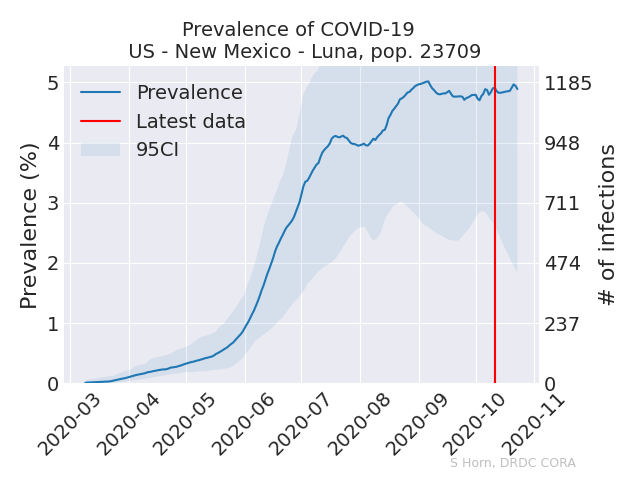 Prevalence of COVID-19
US - New Mexico - Luna, pop. 23709
Prevalence
Latest data
95CI
Prevalence (%)
5
4
3
2
1
0
1185
948
711
474
237
0
# of infections
2020-03
2020-04
2020-05
2020-06
2020-07
2020-08
2020-09
2020-10
2020-11
S Horn, DRDC CORA